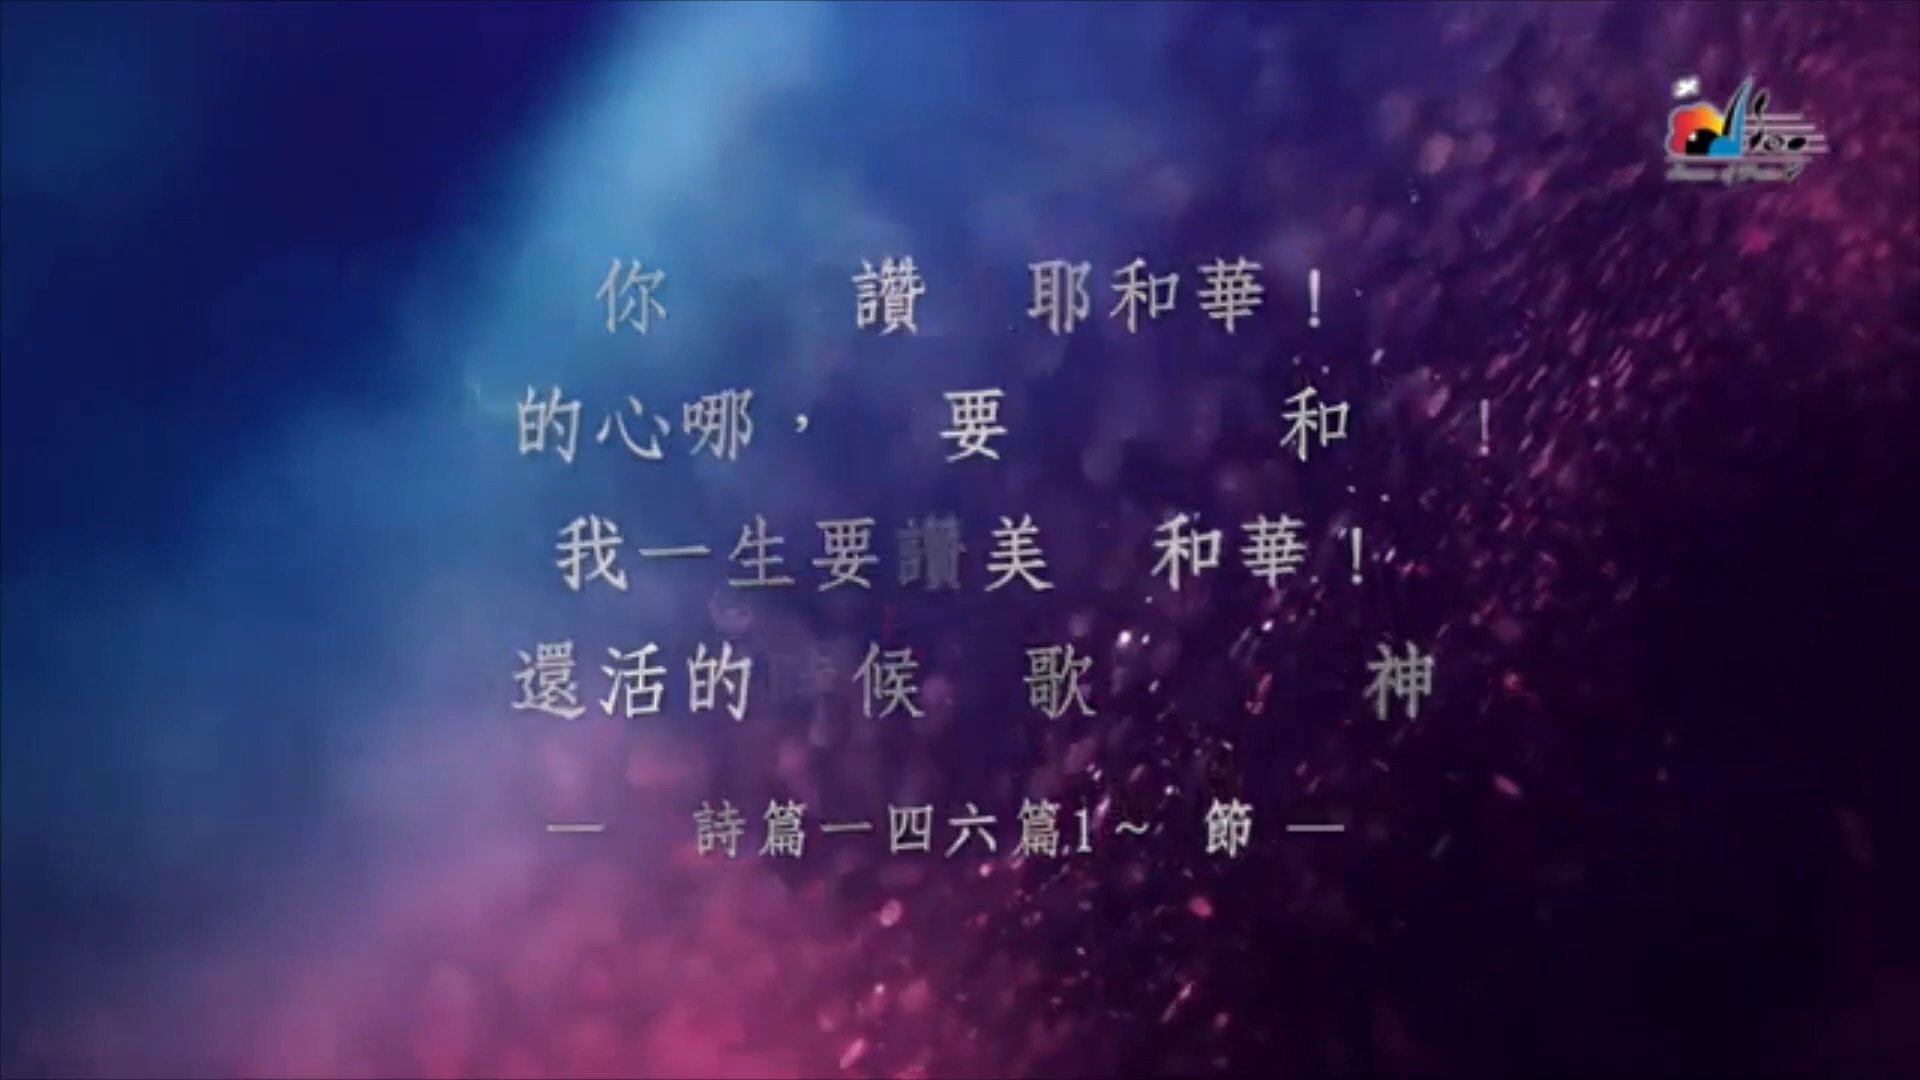 你 讚 耶和華!
的心哪, 要 和 !
我一生要讚美 和華!
還活的時候 歌 神
— 詩篇一四六篇1~ 節 —